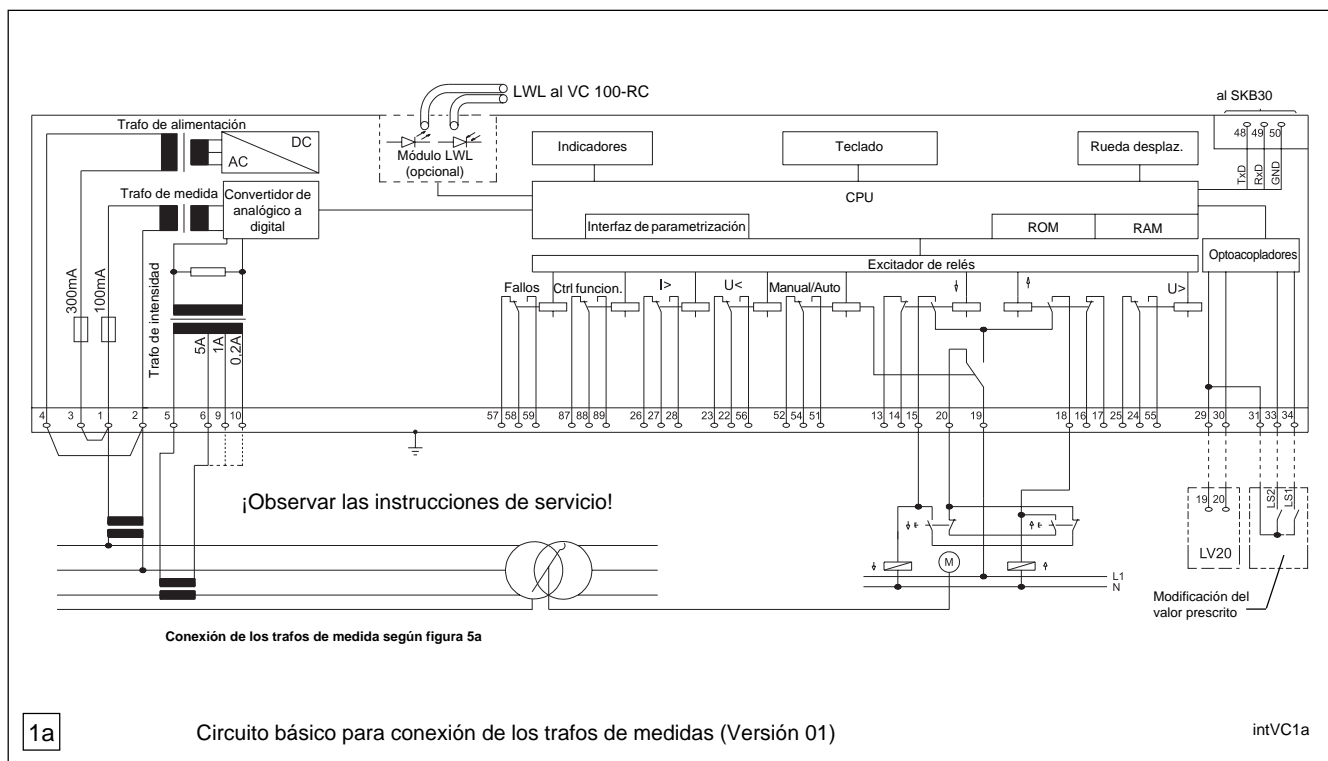 LWL al VC 100-RC
al SKB30
Trafo de alimentación
DC
AC
Módulo LWL
(opcional)
Indicadores
Teclado
Rueda desplaz.
48
49
50
TxD
RxD
GND
Trafo de medida
Convertidor de
analógico a
digital
CPU
Interfaz de parametrización
ROM
RAM
Excitador de relés
Optoacopladores
300mA
100mA
Trafo de intensidad
5A
1A
0,2A
Fallos
Ctrl funcion.
I>
U<
Manual/Auto
U>
4
3
1
2
5
6
9
10
57
58
59
87
88
89
26
27
28
23
22
56
52
54
51
13
14
15
20
19
18
16
17
25
24
55
29
30
31
33
34
¡Observar las instrucciones de servicio!
19
20
LV20
LS2
LS1
M
L1
N
Modificación del
valor prescrito
Conexión de los trafos de medida según figura 5a
1a
Circuito básico para conexión de los trafos de medidas (Versión 01)
intVC1a